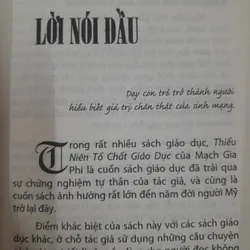 LỜI NÓI ĐẦU
Dạy con trẻ trở thành người
hiểu biết giá trị chân thật của sinh mạng.
Trong rất nhiều sách giáo dục, Thiếu
Niên Tố Chất Giáo Dục của Mạch Gia
Phi là cuốn sách giáo dục đã trải qua
sự chứng nghiệm tự thân của tác giả, và cũng là
cuốn sách ảnh hưởng rất lớn đến năm đời người Mỹ
trở lại đây.
Điểm khác biệt của sách này với các sách giáo
dục khác, ở chỗ tác giả sử dụng những câu chuyện